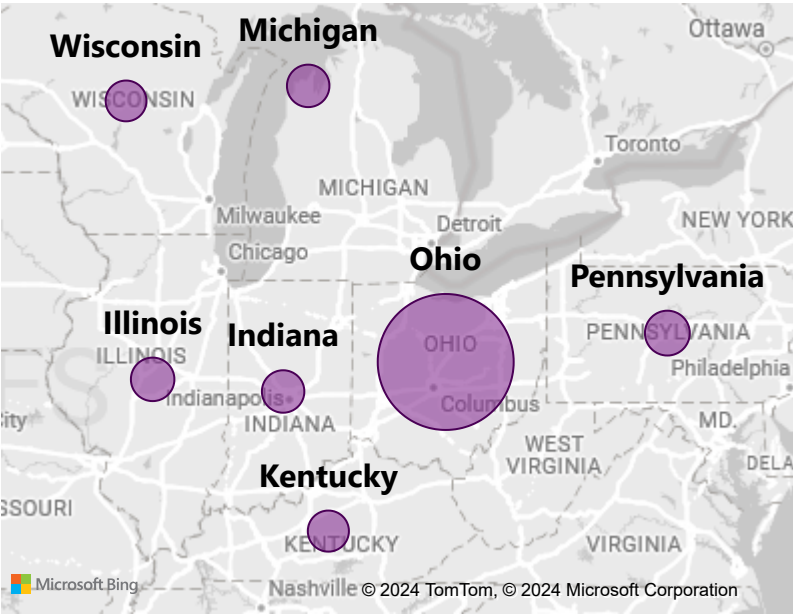 Wisconsin
Michigan
Ottawa
WISCONSIN
Toronto
MICHIGAN
Milwaukee
Detroit
NEW YORK
Chicago
Ohio
Pennsylvania
Illinois
Indiana
OHIO
PENNSYLVANIA
ILLINOIS
Philadelphia
ES
Indianapolis
Columbus
City
INDIANA
MD.
WEST
VIRGINIA
DELA
Kentucky
SSOURI
KENTUCKY
VIRGINIA
Microsoft Bing
Nashville
© 2024 TomTom, © 2024 Microsoft Corporation